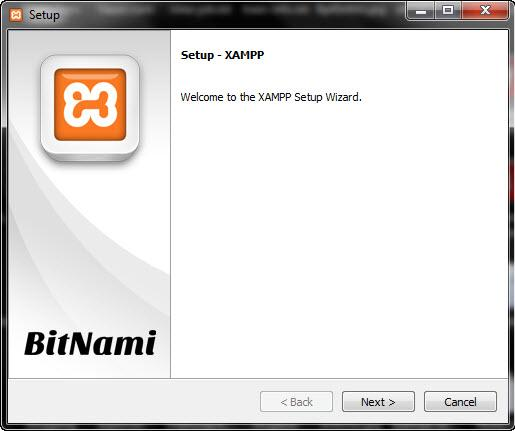 Setup
Setup - XAMPP
Welcome to the XAMPP Setup Wizard.
BitNami
< Back
Next >
Cancel